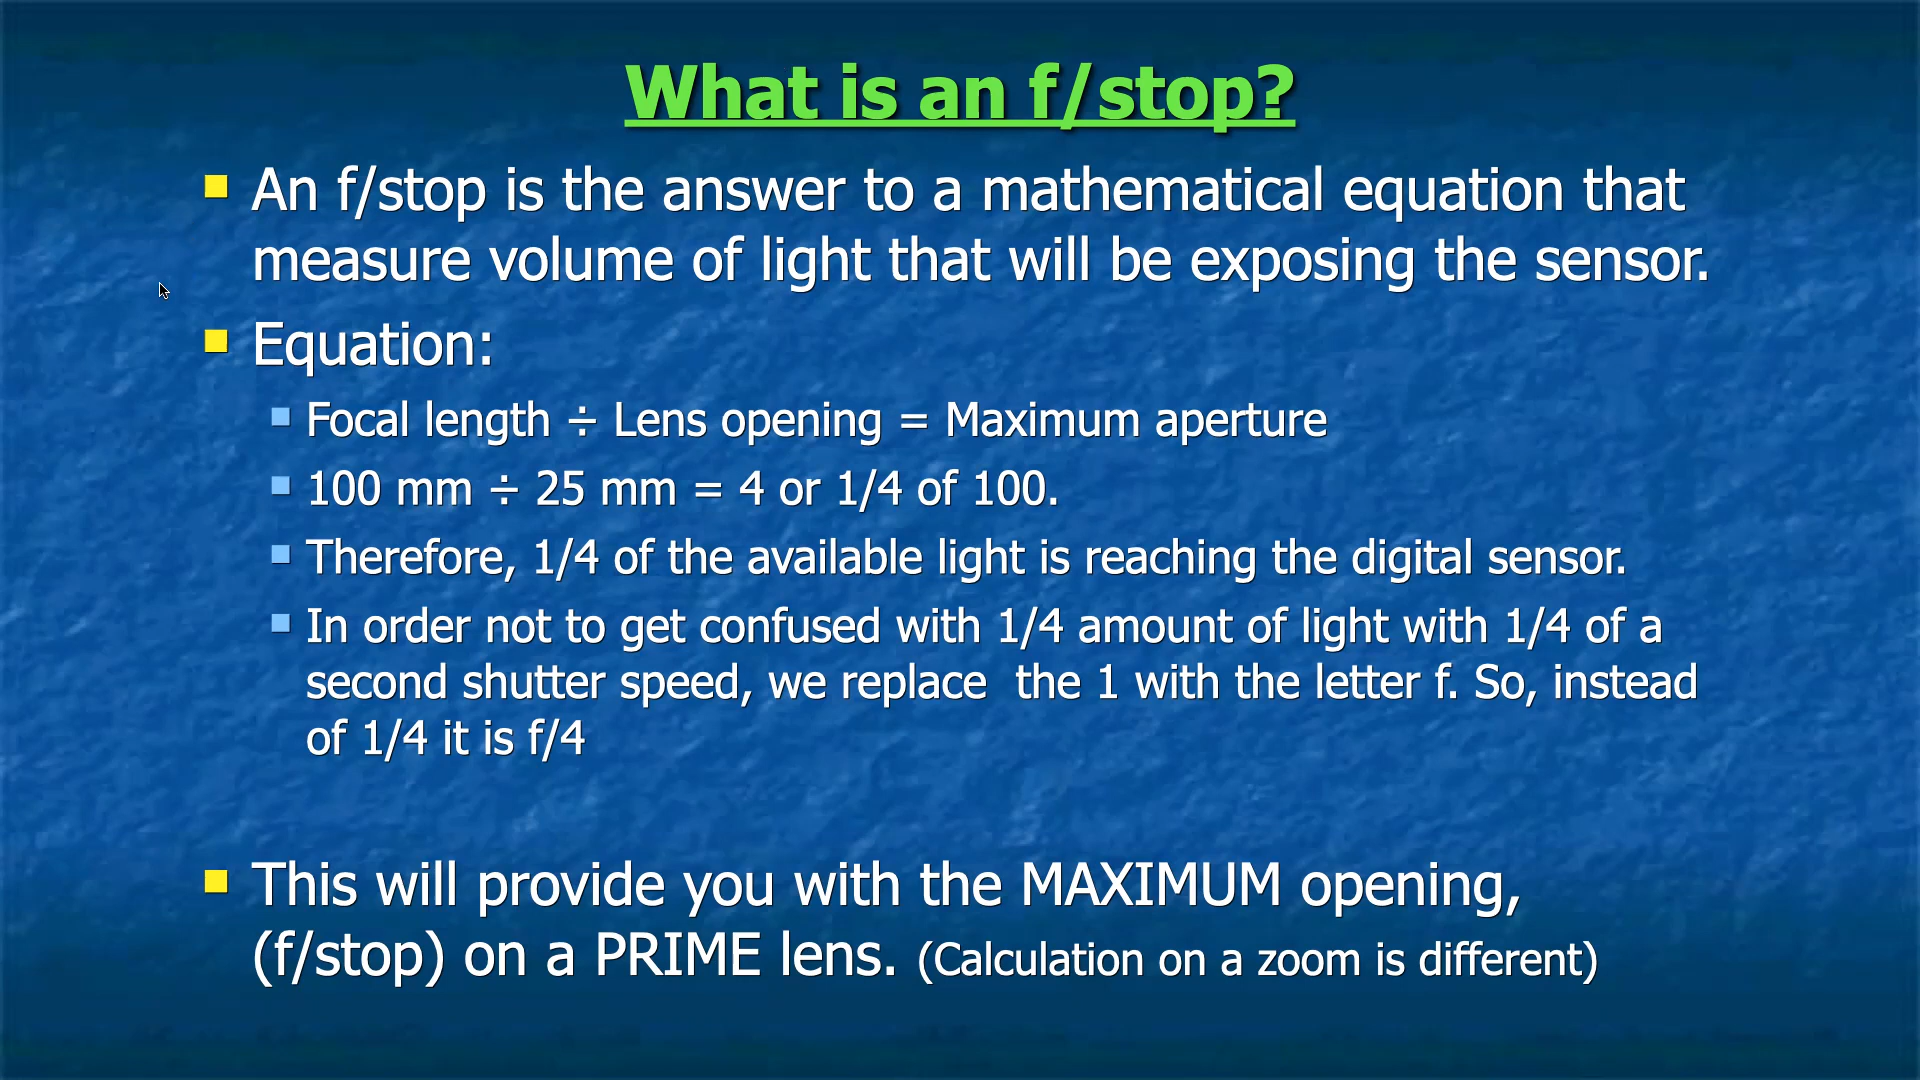 What is an f/stop?
An f/stop is the answer to a mathematical equation that
measure volume of light that will be exposing the sensor.
Equation:
Focal length ÷ Lens opening = Maximum aperture
100 mm ÷ 25 mm = 4 or 1/4 of 100.
Therefore, 1/4 of the available light is reaching the digital sensor.
In order not to get confused with 1/4 amount of light with 1/4 of a
second shutter speed, we replace  the 1 with the letter f. So, instead
of 1/4 it is f/4
This will provide you with the MAXIMUM opening,
(f/stop) on a PRIME lens. (Calculation on a zoom is different)